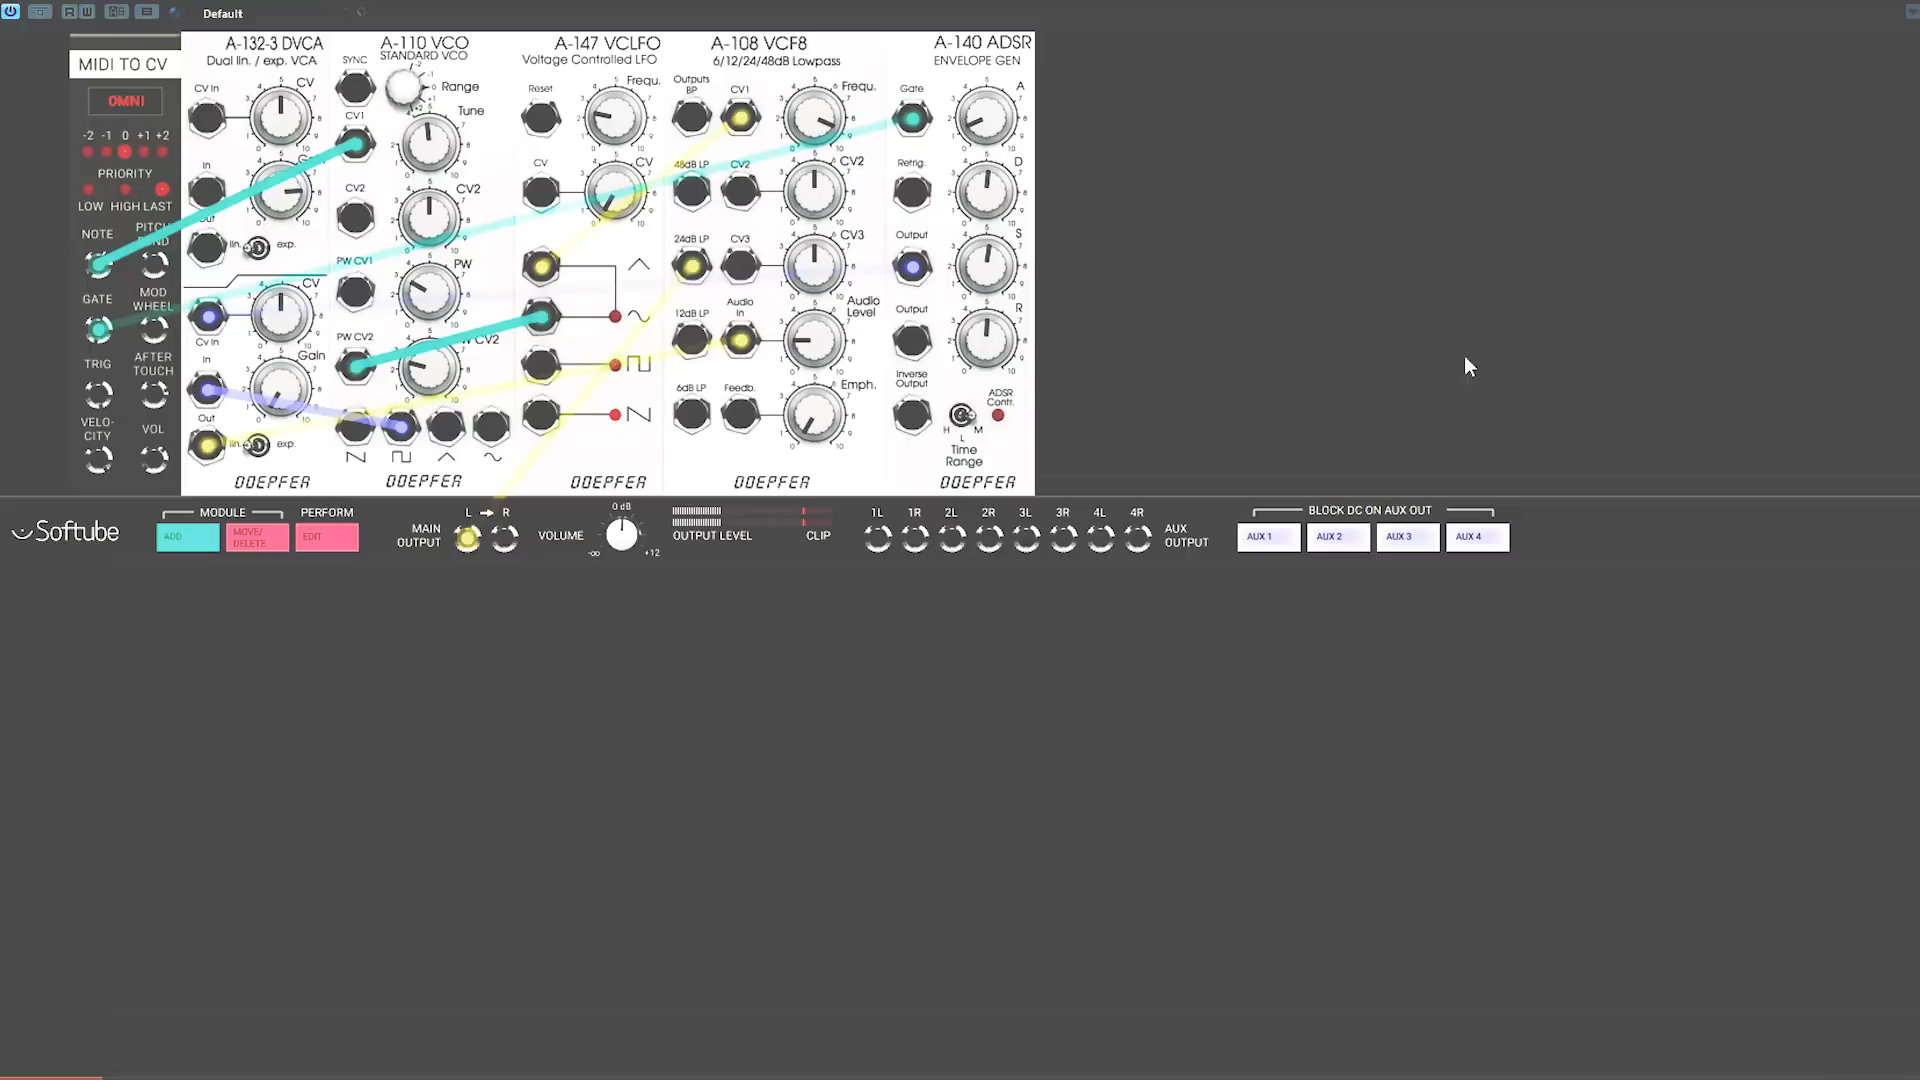 Default
MIDI TO CV
OMNI
-2 -1 0 +1 +2
PRIORITY
LOW HIGH LAST
NOTE
GATE
MOD WHEEL
TRIG
AFTER TOUCH
VELO-CITY
VOL
A-132-3 DVCA
Dual lin. / exp. VCA
CV In
CV
In
lin.
exp.
CV
Cv In
In
Gain
Out
lin.
exp.
DOEPFER
A-110 VCO
STANDARD VCO
SYNC
Range
CV1
Tune
CV2
CV2
PW CV1
PW
PW CV2
DOEPFER
A-147 VCLFO
Voltage Controlled LFO
Reset
Frequ.
CV
CV
DOEPFER
A-108 VCF8
6/12/24/48dB Lowpass
Outputs
BP
CV1
Frequ.
48dB LP
CV2
CV2
24dB LP
CV3
CV3
12dB LP
Audio In
Audio Level
6dB LP
Feedb.
Emph.
DOEPFER
A-140 ADSR
ENVELOPE GEN
Gate
A
Retrig.
D
Output
S
Output
R
Inverse Output
ADSR Contr.
H L M
Time Range
DOEPFER
Softube
MODULE
PERFORM
ADD
MOVE/DELETE
EDIT
MAIN OUTPUT
L R
VOLUME
0 dB
-∞
+12
OUTPUT LEVEL
CLIP
1L 1R 2L 2R 3L 3R 4L 4R
AUX OUTPUT
BLOCK DC ON AUX OUT
AUX 1
AUX 2
AUX 3
AUX 4